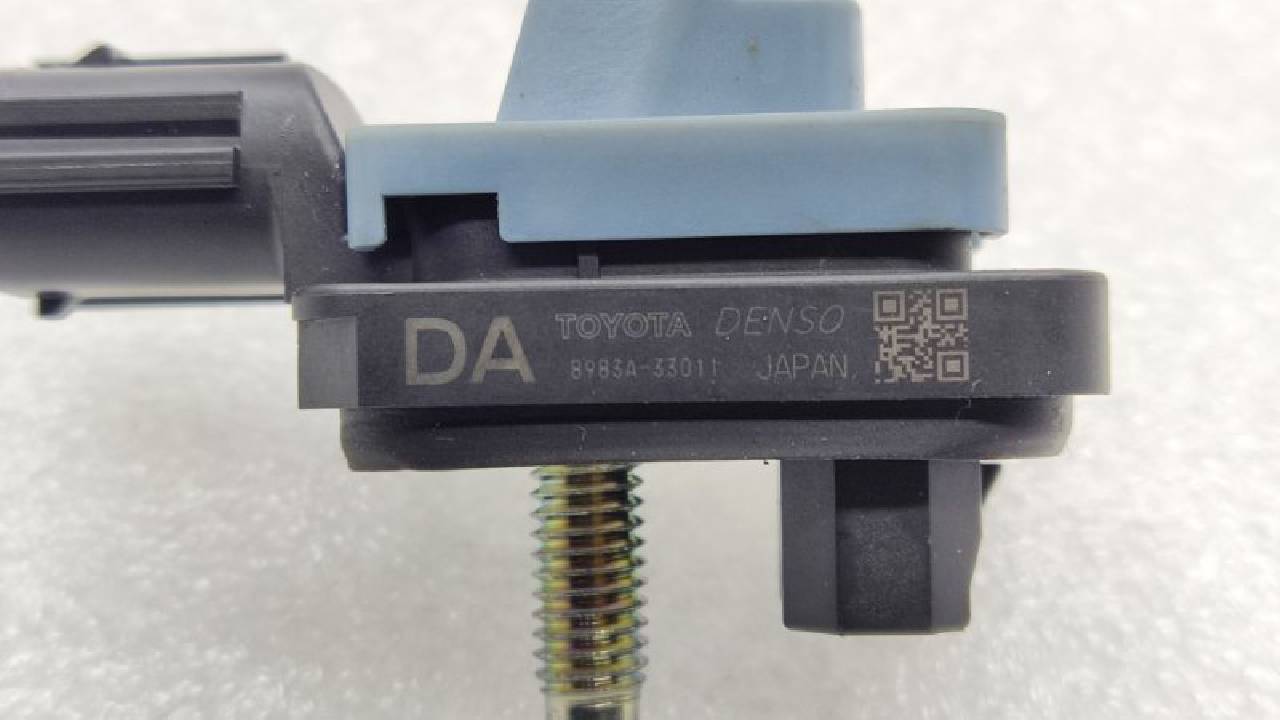 DA TOYOTA DENSO
8983A-33011 JAPAN